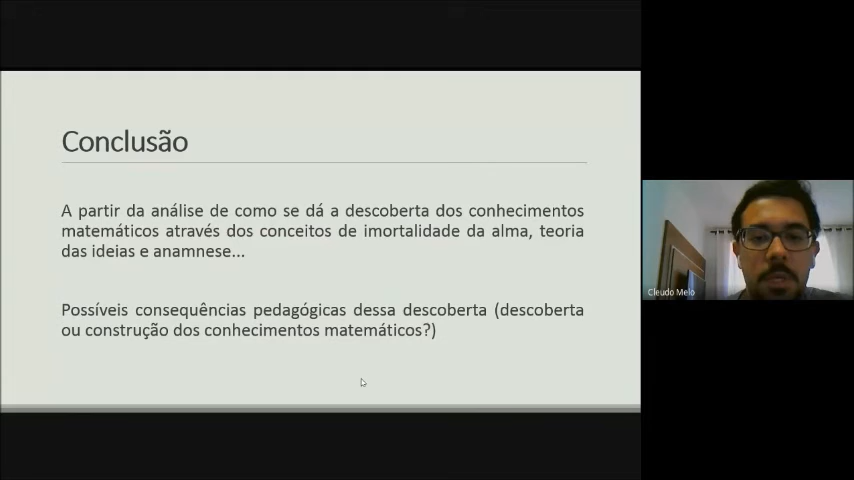 Conclusão
A partir da análise de como se dá a descoberta dos conhecimentos
matemáticos através dos conceitos de imortalidade da alma, teoria
das ideias e anamnese...
Possíveis consequências pedagógicas dessa descoberta (descoberta
ou construção dos conhecimentos matemáticos?)
Cleudo Melo